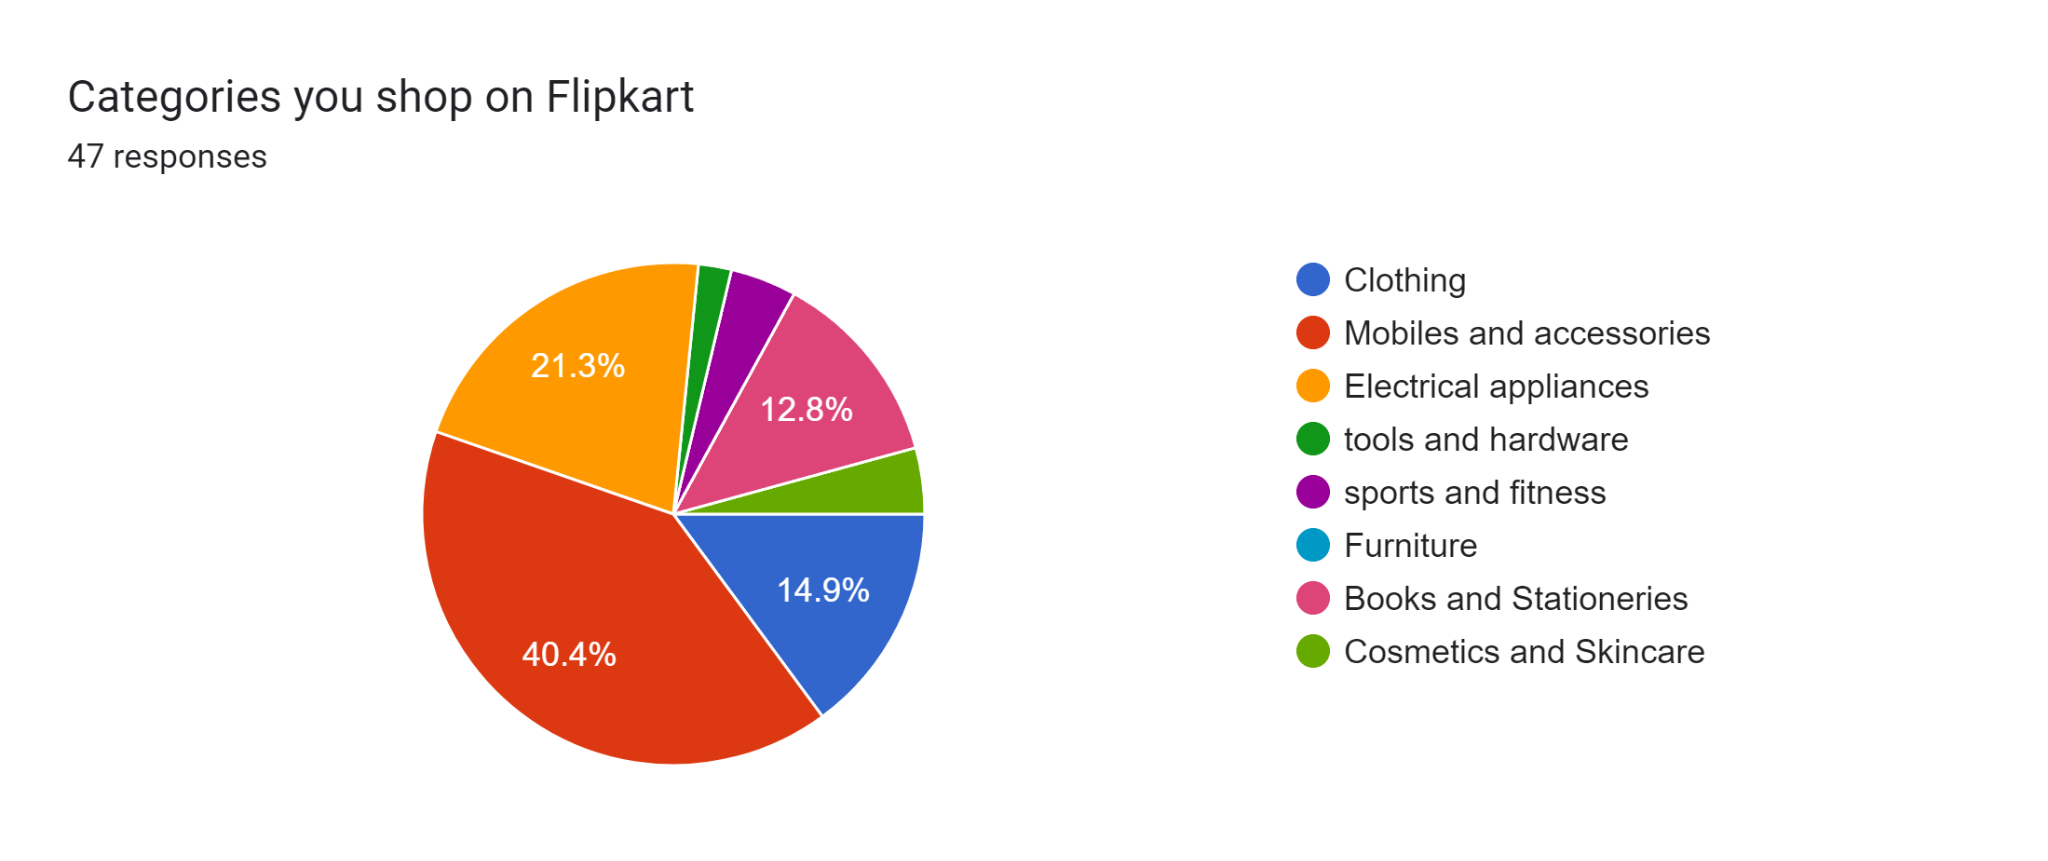 Categories you shop on Flipkart
47 responses
21.3%
12.8%
14.9%
40.4%
Clothing
Mobiles and accessories
Electrical appliances
tools and hardware
sports and fitness
Furniture
Books and Stationeries
Cosmetics and Skincare